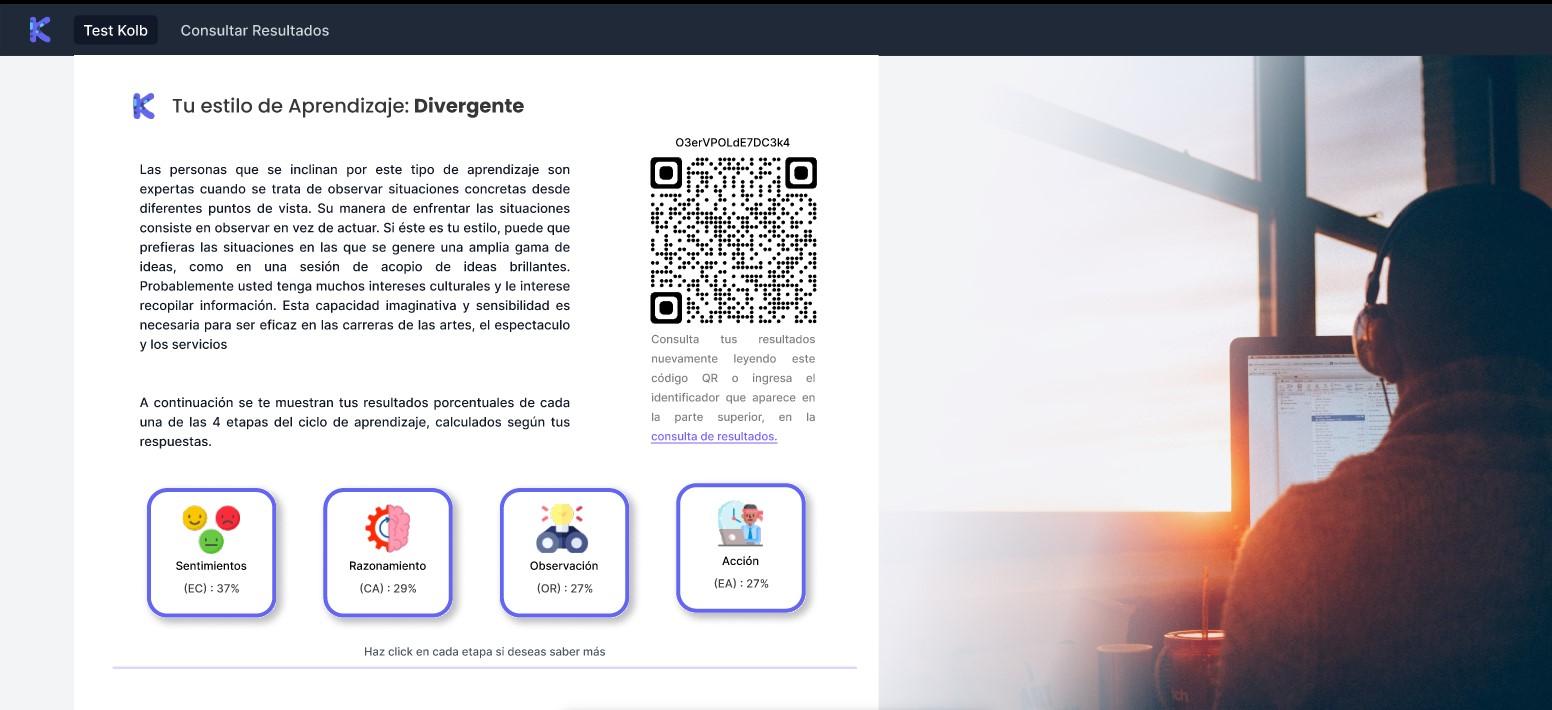 Test Kolb
Consultar Resultados
Tu estilo de Aprendizaje: Divergente
Las personas que se inclinan por este tipo de aprendizaje son
expertas cuando se trata de observar situaciones concretas desde
diferentes puntos de vista. Su manera de enfrentar las situaciones
consiste en observar en vez de actuar. Si éste es tu estilo, puede que
prefieras las situaciones en las que se genere una amplia gama de
ideas, como en una sesión de acopio de ideas brillantes.
Probablemente usted tenga muchos intereses culturales y le interese
recopilar información. Esta capacidad imaginativa y sensibilidad es
necesaria para ser eficaz en las carreras de las artes, el espectaculo
y los servicios
A continuación se te muestran tus resultados porcentuales de cada
una de las 4 etapas del ciclo de aprendizaje, calculados según tus
respuestas.
O3erVPOLdE7DC3k4
Consulta tus resultados
nuevamente leyendo este
código QR o ingresa el
identificador que aparece en
la parte superior, en la
consulta de resultados.
Sentimientos
(EC) : 37%
Razonamiento
(CA) : 29%
Observación
(OR) : 27%
Acción
(EA) : 27%
Haz click en cada etapa si deseas saber más